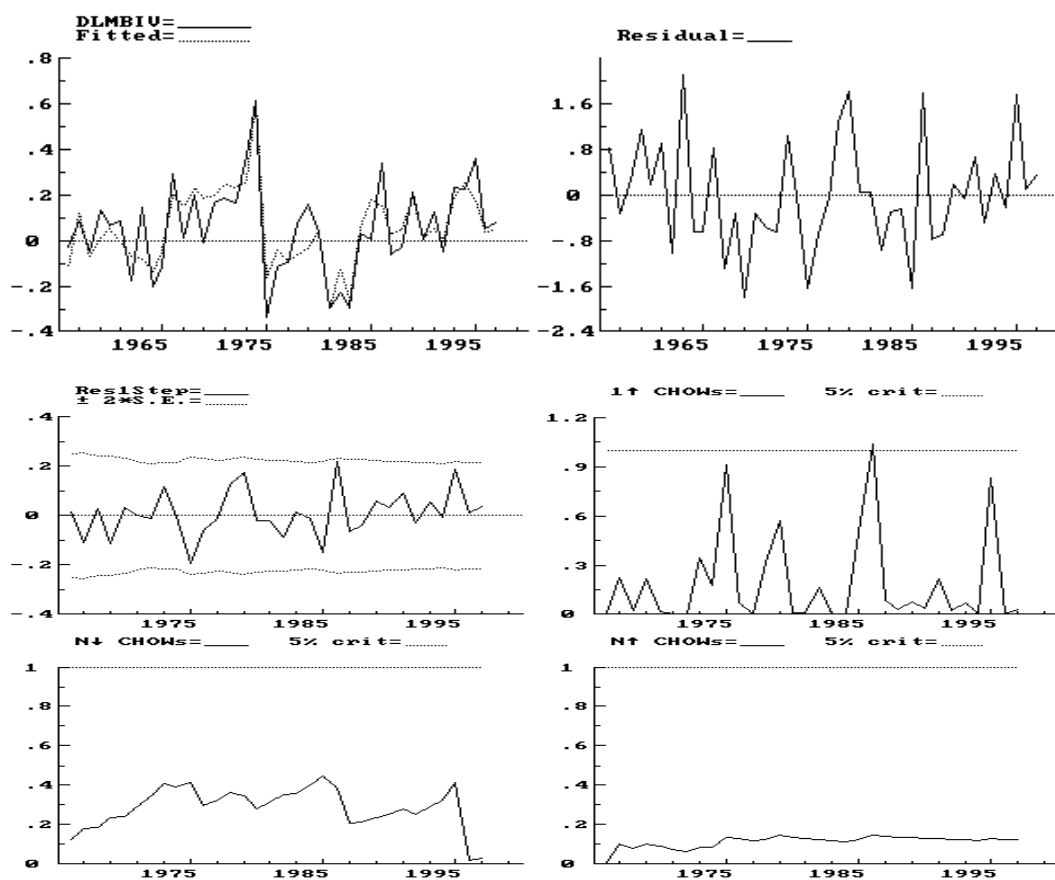 DLMBIV=
Fitted=
.8
.6
.4
.2
0
-.2
-.4
1965 1975 1985 1995
Residual=
1.6
.8
0
-.8
-1.6
-2.4
1965 1975 1985 1995
Res1Step=
± 2*S.E.=
.4
.2
0
-.2
-.4
1975 1985 1995
1↑ CHOWs= 5% crit=
1.2
.9
.6
.3
0
1975 1985 1995
N↓ CHOWs= 5% crit=
1
.8
.6
.4
.2
0
1975 1985 1995
N↑ CHOWs= 5% crit=
1
.8
.6
.4
.2
0
1975 1985 1995